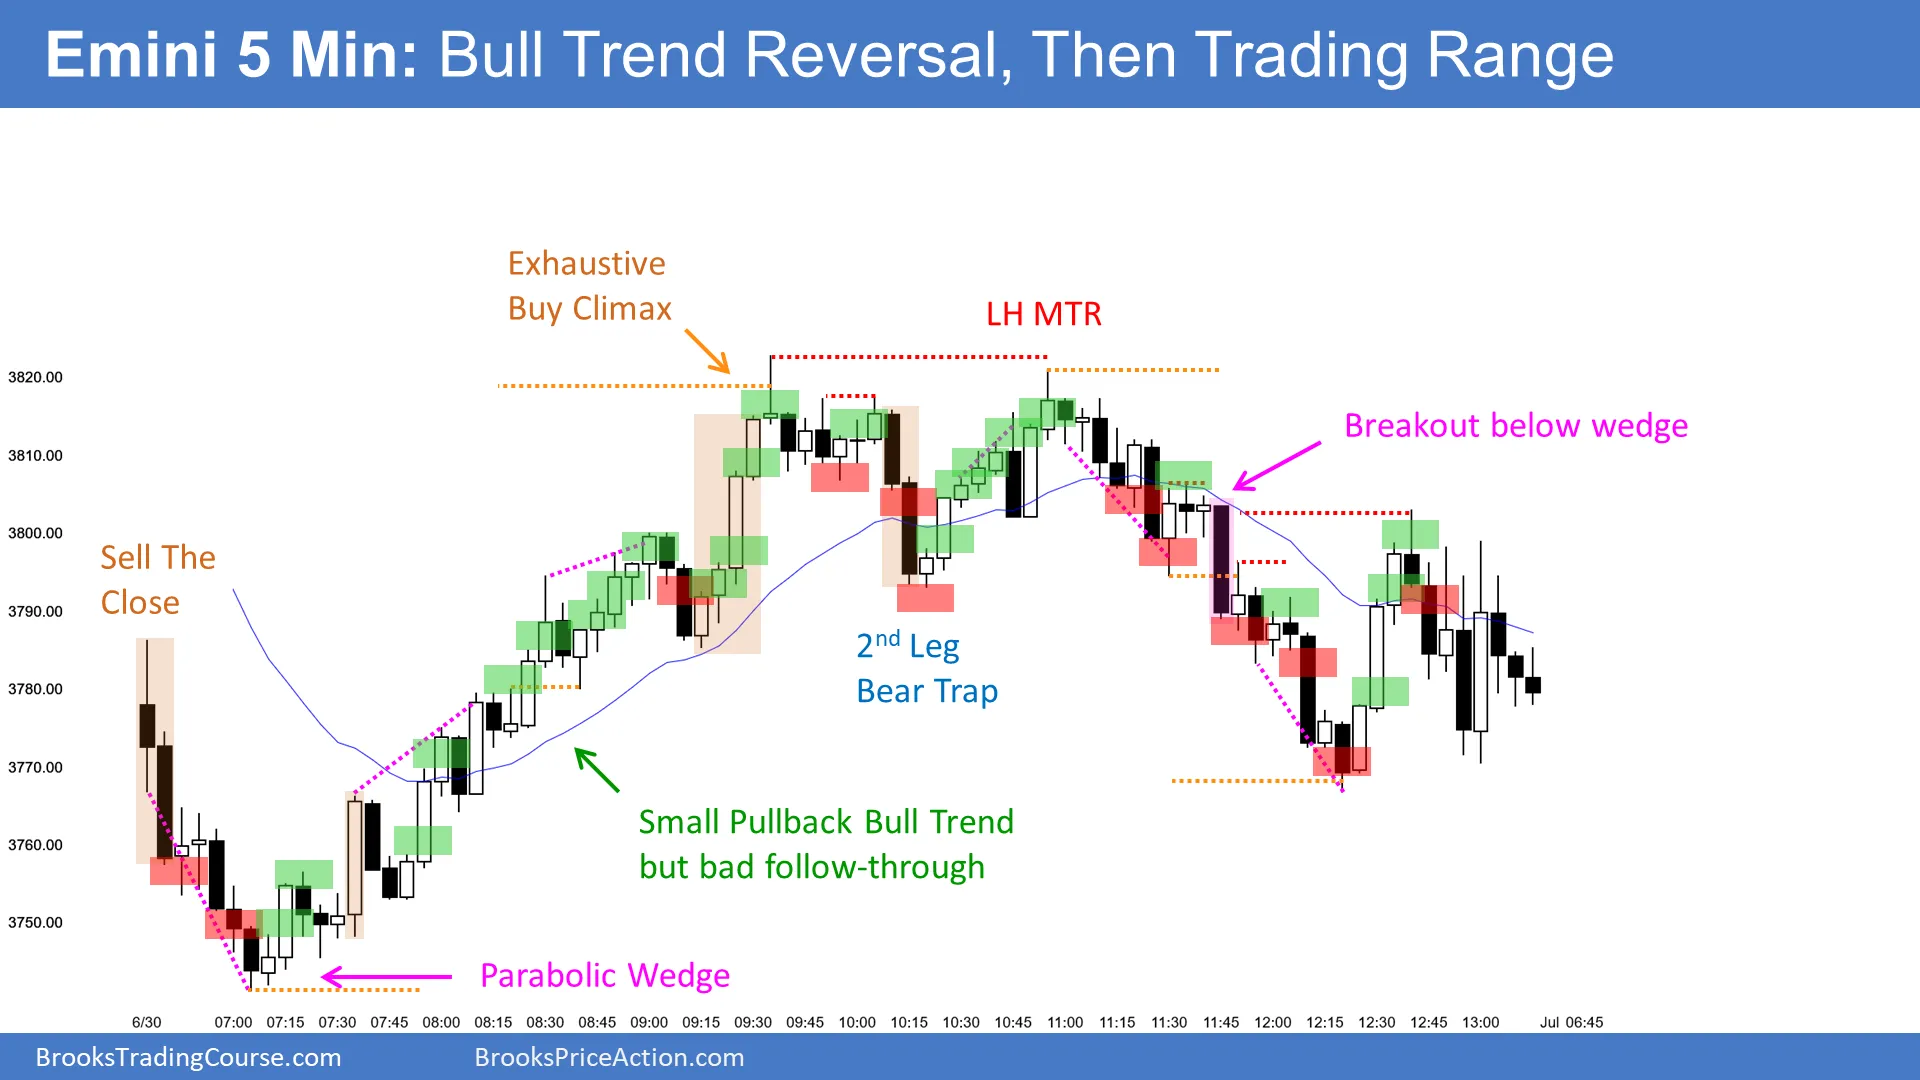 Emini 5 Min: Bull Trend Reversal, Then Trading Range
Exhaustive
Buy Climax
LH MTR
Breakout below wedge
Sell The
Close
2nd Leg
Bear Trap
Small Pullback Bull Trend
but bad follow-through
Parabolic Wedge
3820.00
3810.00
3800.00
3790.00
3780.00
3770.00
3760.00
3750.00
6/30 07:00 07:15 07:30 07:45 08:00 08:15 08:30 08:45 09:00 09:15 09:30 09:45 10:00 10:15 10:30 10:45 11:00 11:15 11:30 11:45 12:00 12:15 12:30 12:45 13:00 Jul 06:45
BrooksTradingCourse.com BrooksPriceAction.com